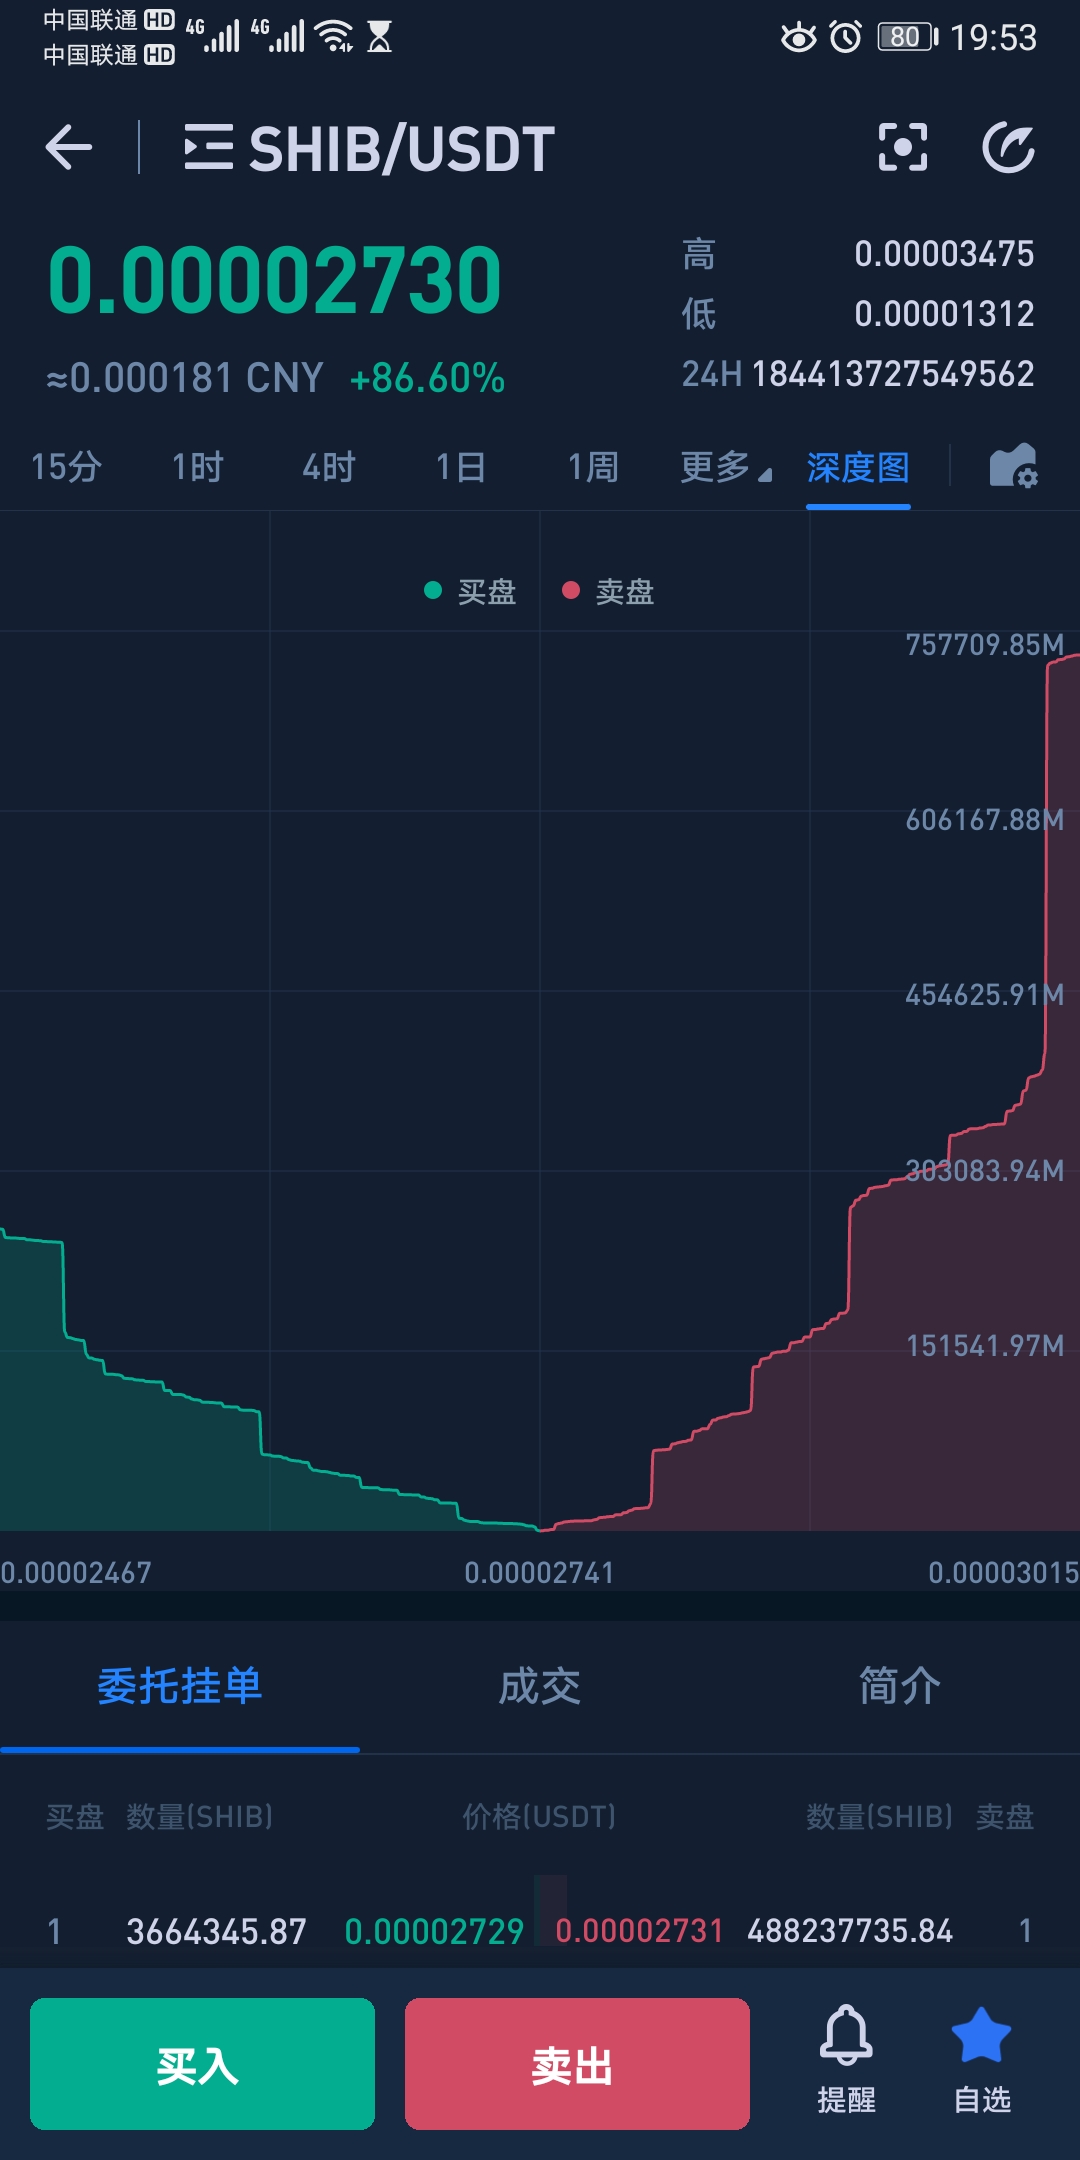 中国联通 HD 4G 4G 80 19:53
中国联通 HD
SHIB/USDT
0.00002730
≈0.000181 CNY +86.60%
高 0.00003475
低 0.00001312
24H 184413727549562
15分 1时 4时 1日 1周 更多 深度图
买盘 卖盘
757709.85M
606167.88M
454625.91M
303083.94M
151541.97M
0.00002467 0.00002741 0.00003015
委托挂单 成交 简介
买盘 数量(SHIB) 价格(USDT) 数量(SHIB) 卖盘
1 3664345.87 0.00002729 0.00002731 488237735.84 1
买入 卖出 提醒 自选